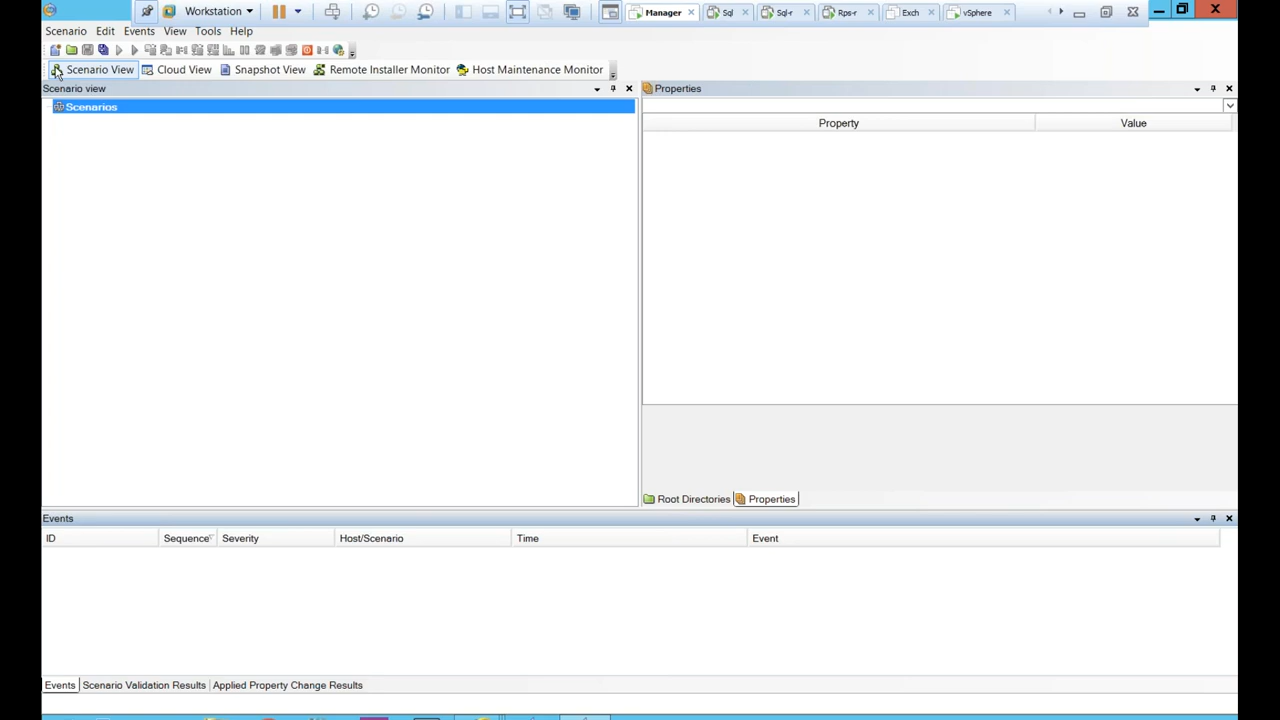 Workstation Manager Sql Sql-r Rps-r Exch vSphere
Scenario Edit Events View Tools Help
Scenario View Cloud View Snapshot View Remote Installer Monitor Host Maintenance Monitor
Scenario view
Scenarios
Properties
Property Value
Root Directories Properties
Events
ID Sequence Severity Host/Scenario Time Event
Events Scenario Validation Results Applied Property Change Results